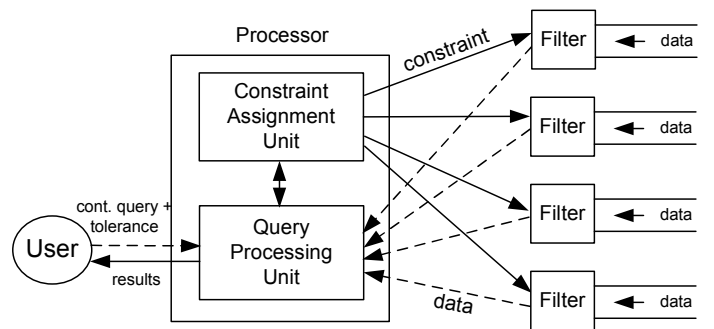 Processor
Constraint
Assignment
Unit
constraint
Filter
data
Filter
data
Filter
data
Filter
data
cont. query +
tolerance
User
results
Query
Processing
Unit
data